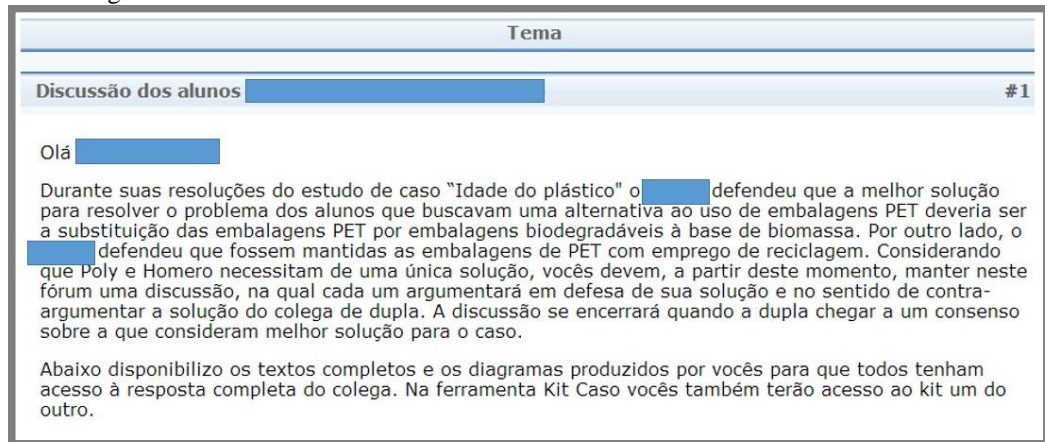 Tema
Discussão dos alunos
#1
Olá
Durante suas resoluções do estudo de caso “Idade do plástico" o defendeu que a melhor solução
para resolver o problema dos alunos que buscavam uma alternativa ao uso de embalagens PET deveria ser
a substituição das embalagens PET por embalagens biodegradáveis à base de biomassa. Por outro lado, o
defendeu que fossem mantidas as embalagens de PET com emprego de reciclagem. Considerando
que Poly e Homero necessitam de uma única solução, vocês devem, a partir deste momento, manter neste
fórum uma discussão, na qual cada um argumentará em defesa de sua solução e no sentido de contra-
argumentar a solução do colega de dupla. A discussão se encerrará quando a dupla chegar a um consenso
sobre a que consideram melhor solução para o caso.
Abaixo disponibilizo os textos completos e os diagramas produzidos por vocês para que todos tenham
acesso à resposta completa do colega. Na ferramenta Kit Caso vocês também terão acesso ao kit um do
outro.